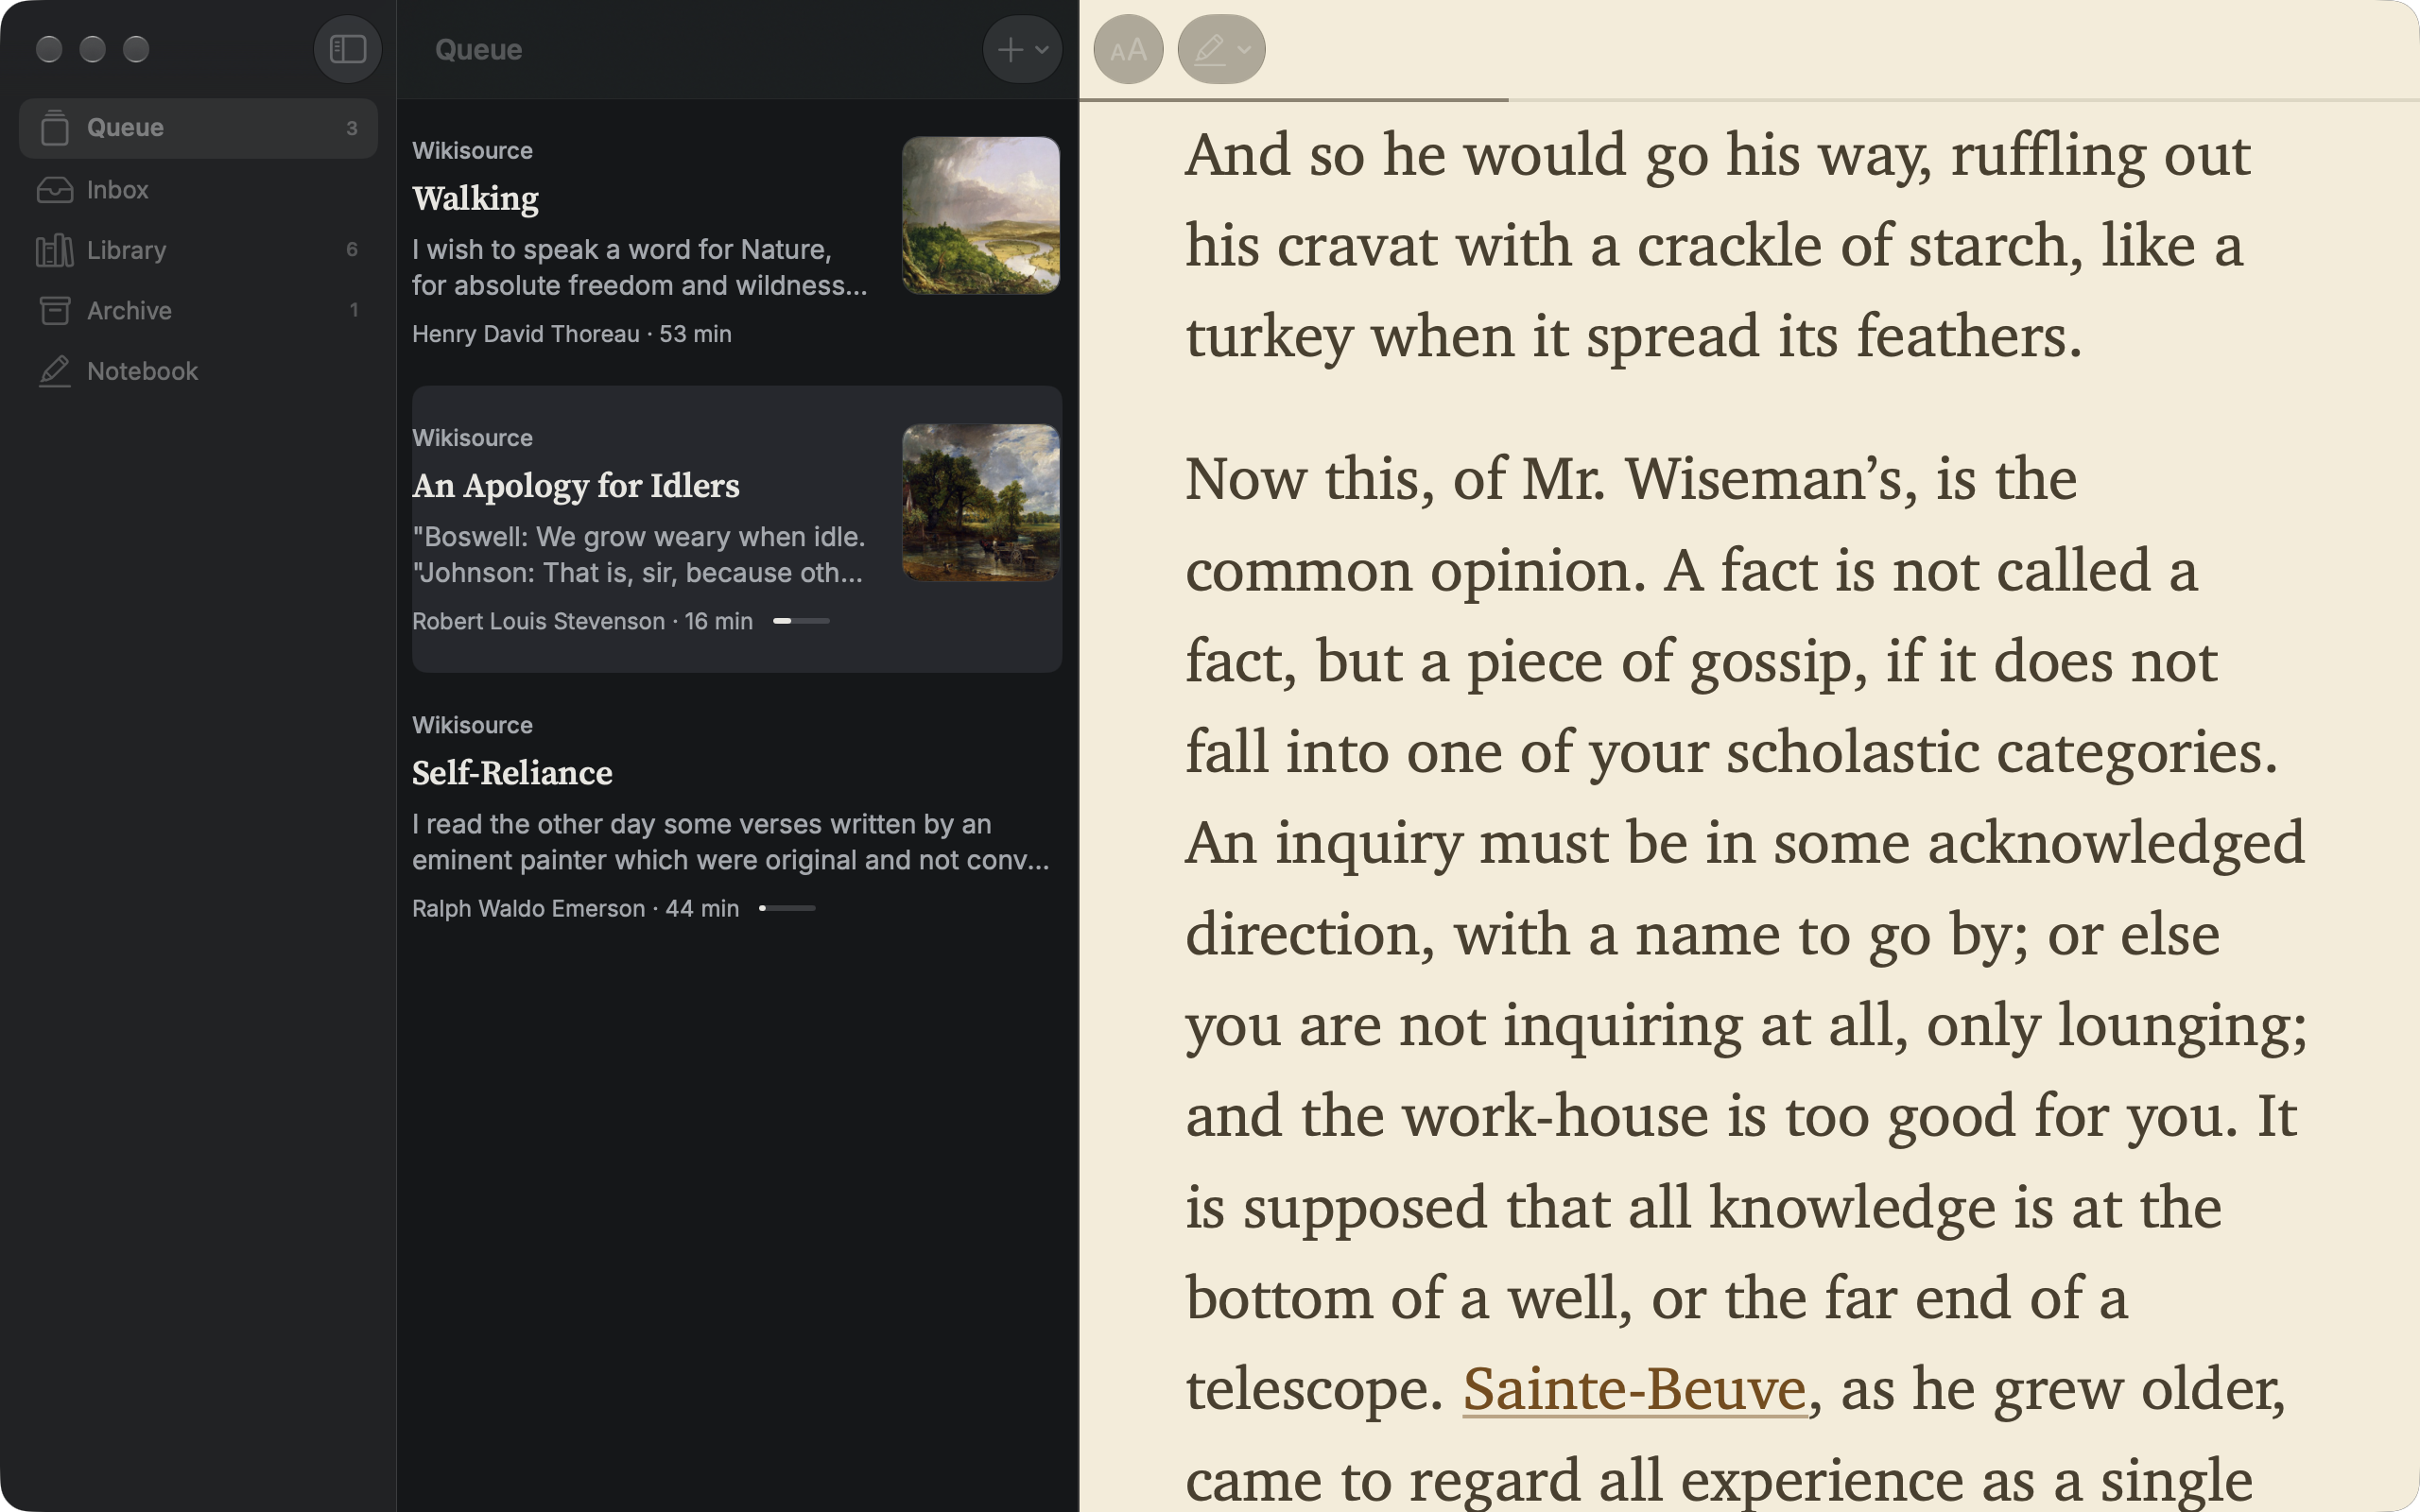 Queue 3
Inbox
Library 6
Archive 1
Notebook
Queue
Wikisource
Walking
I wish to speak a word for Nature,
for absolute freedom and wildness...
Henry David Thoreau · 53 min
Wikisource
An Apology for Idlers
"Boswell: We grow weary when idle.
"Johnson: That is, sir, because oth...
Robert Louis Stevenson · 16 min
Wikisource
Self-Reliance
I read the other day some verses written by an
eminent painter which were original and not conv...
Ralph Waldo Emerson · 44 min
AA
And so he would go his way, ruffling out
his cravat with a crackle of starch, like a
turkey when it spread its feathers.
Now this, of Mr. Wiseman’s, is the
common opinion. A fact is not called a
fact, but a piece of gossip, if it does not
fall into one of your scholastic categories.
An inquiry must be in some acknowledged
direction, with a name to go by; or else
you are not inquiring at all, only lounging;
and the work-house is too good for you. It
is supposed that all knowledge is at the
bottom of a well, or the far end of a
telescope. Sainte-Beuve, as he grew older,
came to regard all experience as a single